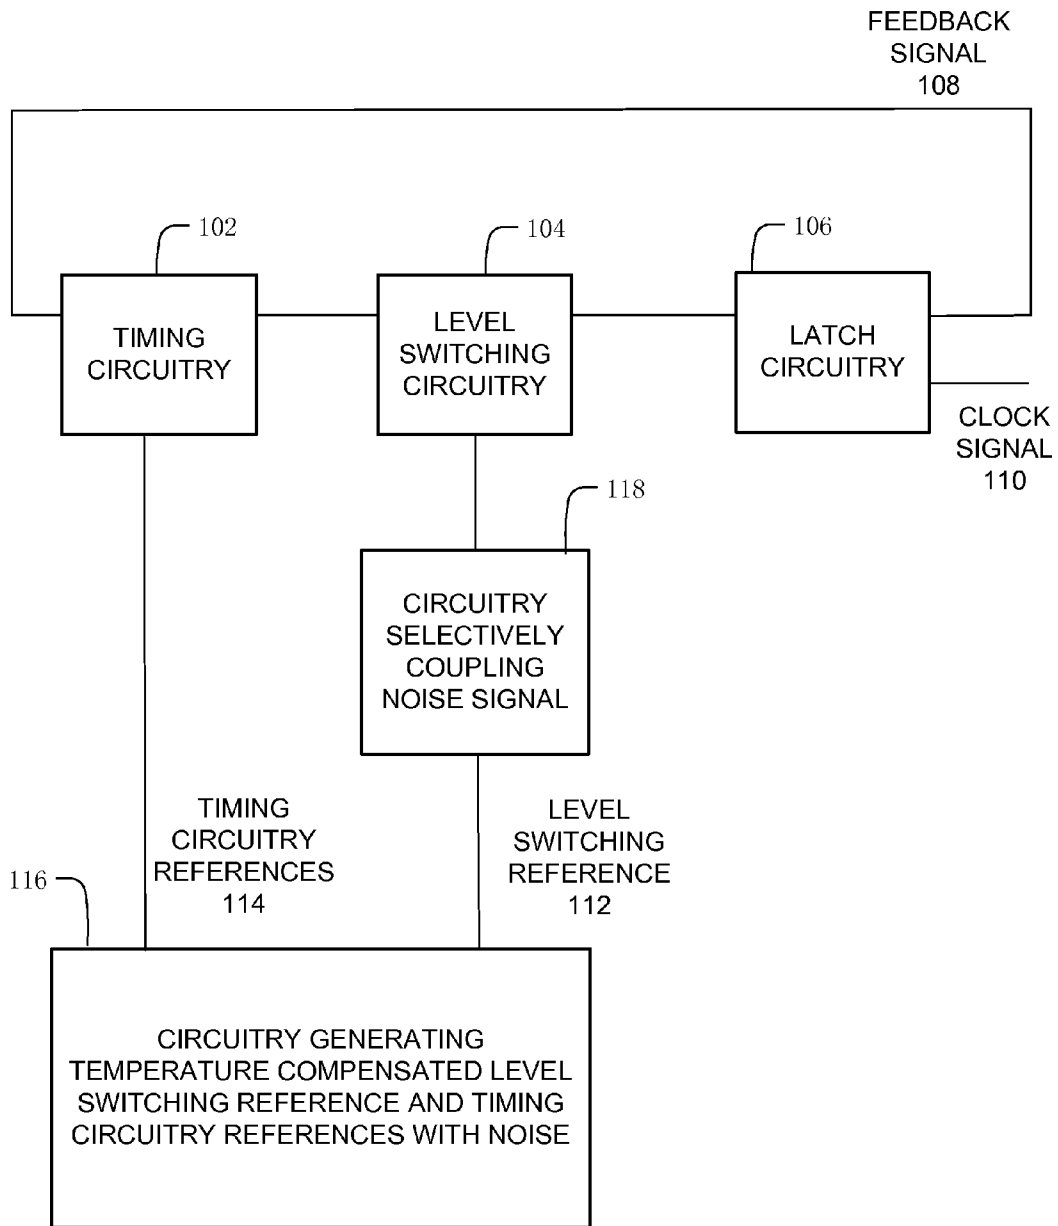 FEEDBACK
SIGNAL
108
102
104
106
TIMING
CIRCUITRY
LEVEL
SWITCHING
CIRCUITRY
LATCH
CIRCUITRY
CLOCK
SIGNAL
110
118
CIRCUITRY
SELECTIVELY
COUPLING
NOISE SIGNAL
TIMING
CIRCUITRY
REFERENCES
114
LEVEL
SWITCHING
REFERENCE
112
116
CIRCUITRY GENERATING
TEMPERATURE COMPENSATED LEVEL
SWITCHING REFERENCE AND TIMING
CIRCUITRY REFERENCES WITH NOISE